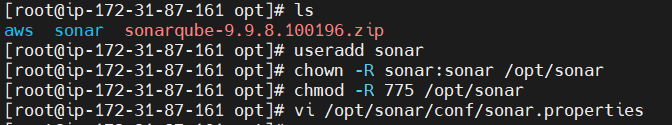 [root@ip-172-31-87-161 opt]# ls
aws  sonar  sonarqube-9.9.8.100196.zip
[root@ip-172-31-87-161 opt]# useradd sonar
[root@ip-172-31-87-161 opt]# chown -R sonar:sonar /opt/sonar
[root@ip-172-31-87-161 opt]# chmod -R 775 /opt/sonar
[root@ip-172-31-87-161 opt]# vi /opt/sonar/conf/sonar.properties